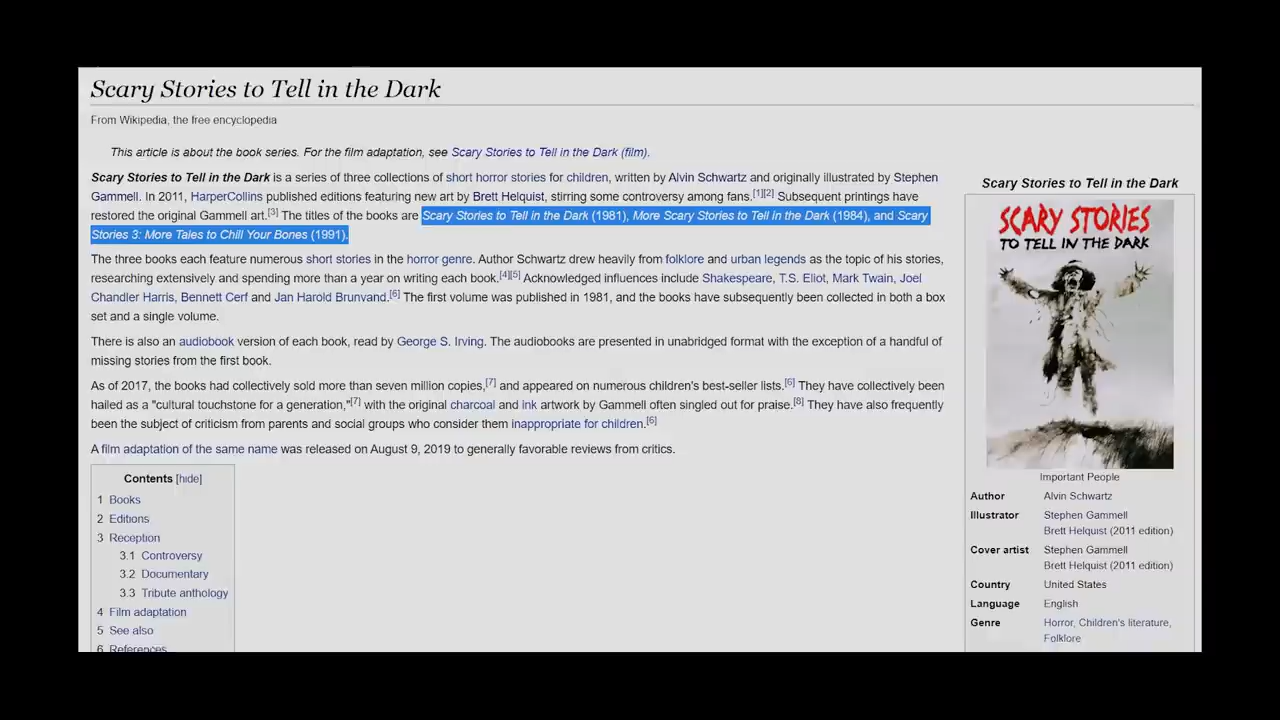 Scary Stories to Tell in the Dark
From Wikipedia, the free encyclopedia
This article is about the book series. For the film adaptation, see Scary Stories to Tell in the Dark (film).
Scary Stories to Tell in the Dark is a series of three collections of short horror stories for children, written by Alvin Schwartz and originally illustrated by Stephen
Gammell. In 2011, HarperCollins published editions featuring new art by Brett Helquist, stirring some controversy among fans.[1][2] Subsequent printings have
restored the original Gammell art.[3] The titles of the books are Scary Stories to Tell in the Dark (1981), More Scary Stories to Tell in the Dark (1984), and Scary
Stories 3: More Tales to Chill Your Bones (1991).
The three books each feature numerous short stories in the horror genre. Author Schwartz drew heavily from folklore and urban legends as the topic of his stories,
researching extensively and spending more than a year on writing each book.[4][5] Acknowledged influences include Shakespeare, T.S. Eliot, Mark Twain, Joel
Chandler Harris, Bennett Cerf and Jan Harold Brunvand.[6] The first volume was published in 1981, and the books have subsequently been collected in both a box
set and a single volume.
There is also an audiobook version of each book, read by George S. Irving. The audiobooks are presented in unabridged format with the exception of a handful of
missing stories from the first book.
As of 2017, the books had collectively sold more than seven million copies,[7] and appeared on numerous children's best-seller lists.[6] They have collectively been
hailed as a "cultural touchstone for a generation,"[7] with the original charcoal and ink artwork by Gammell often singled out for praise.[8] They have also frequently
been the subject of criticism from parents and social groups who consider them inappropriate for children.[6]
A film adaptation of the same name was released on August 9, 2019 to generally favorable reviews from critics.
Contents [hide]
1 Books
2 Editions
3 Reception
3.1 Controversy
3.2 Documentary
3.3 Tribute anthology
4 Film adaptation
5 See also
6 References
Scary Stories to Tell in the Dark
SCARY STORIES
TO TELL IN THE DARK
Important People
Author Alvin Schwartz
Illustrator Stephen Gammell
Brett Helquist (2011 edition)
Cover artist Stephen Gammell
Brett Helquist (2011 edition)
Country United States
Language English
Genre Horror, Children's literature,
Folklore